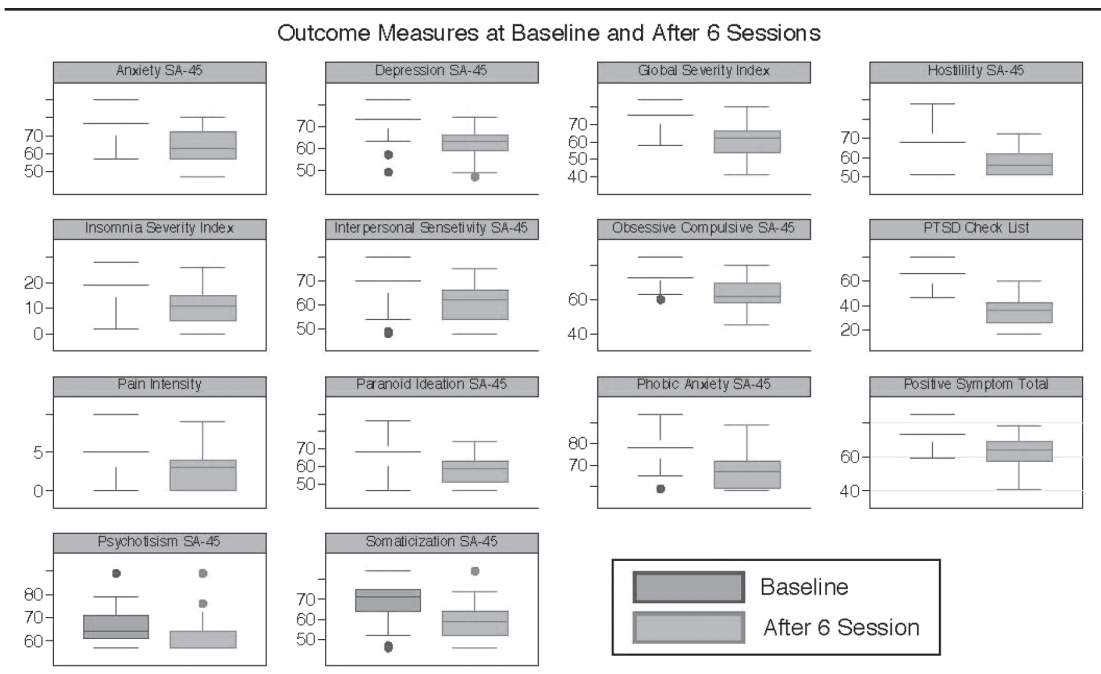 Outcome Measures at Baseline and After 6 Sessions
Anxiety SA-45
70
60
50
Depression SA-45
70
60
50
Global Severity Index
70
60
50
40
Hostilility SA-45
70
60
50
Insomnia Severity Index
20
10
0
Interpersonal Sensetivity SA-45
70
60
50
Obsessive Compulsive SA-45
60
40
PTSD Check List
60
40
20
Pain Intensity
5
0
Paranoid Ideation SA-45
70
60
50
Phobic Anxiety SA-45
80
70
Positive Symptom Total
60
40
Psychotisism SA-45
80
70
60
Somaticization SA-45
70
60
50
Baseline
After 6 Session